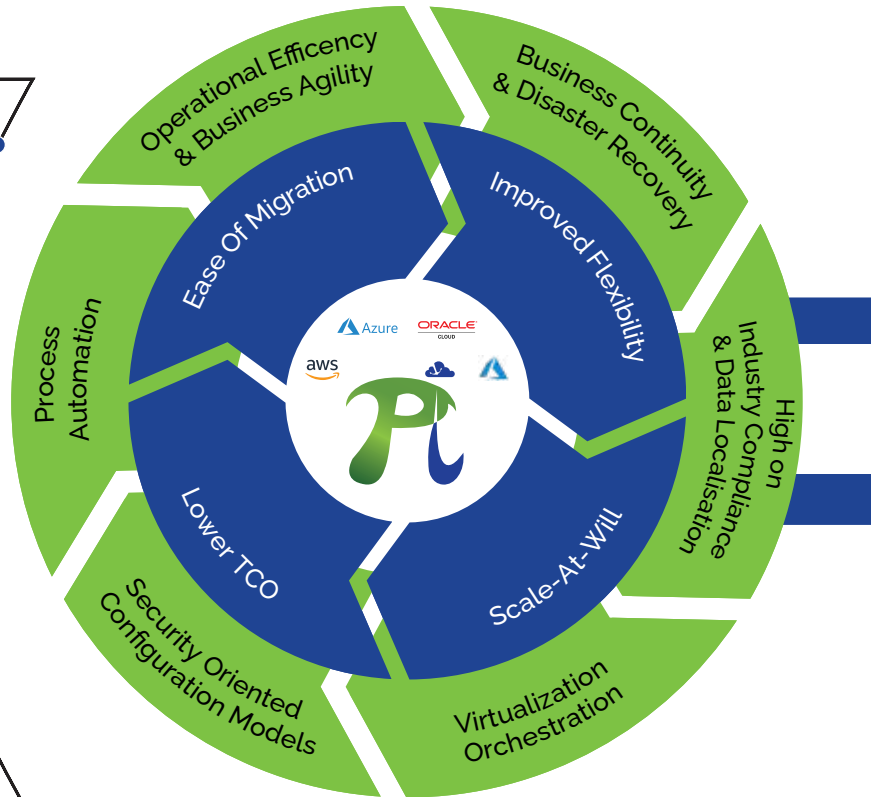 Operational Efficency
& Business Agility
Business Continuity
& Disaster Recovery
High on
Industry Compliance
& Data Localisation
Virtualization
Orchestration
Security Oriented
Configuration Models
Process
Automation
Ease Of Migration
Improved Flexibility
Scale-At-Will
Lower TCO
Azure
ORACLE
CLOUD
aws
Pi